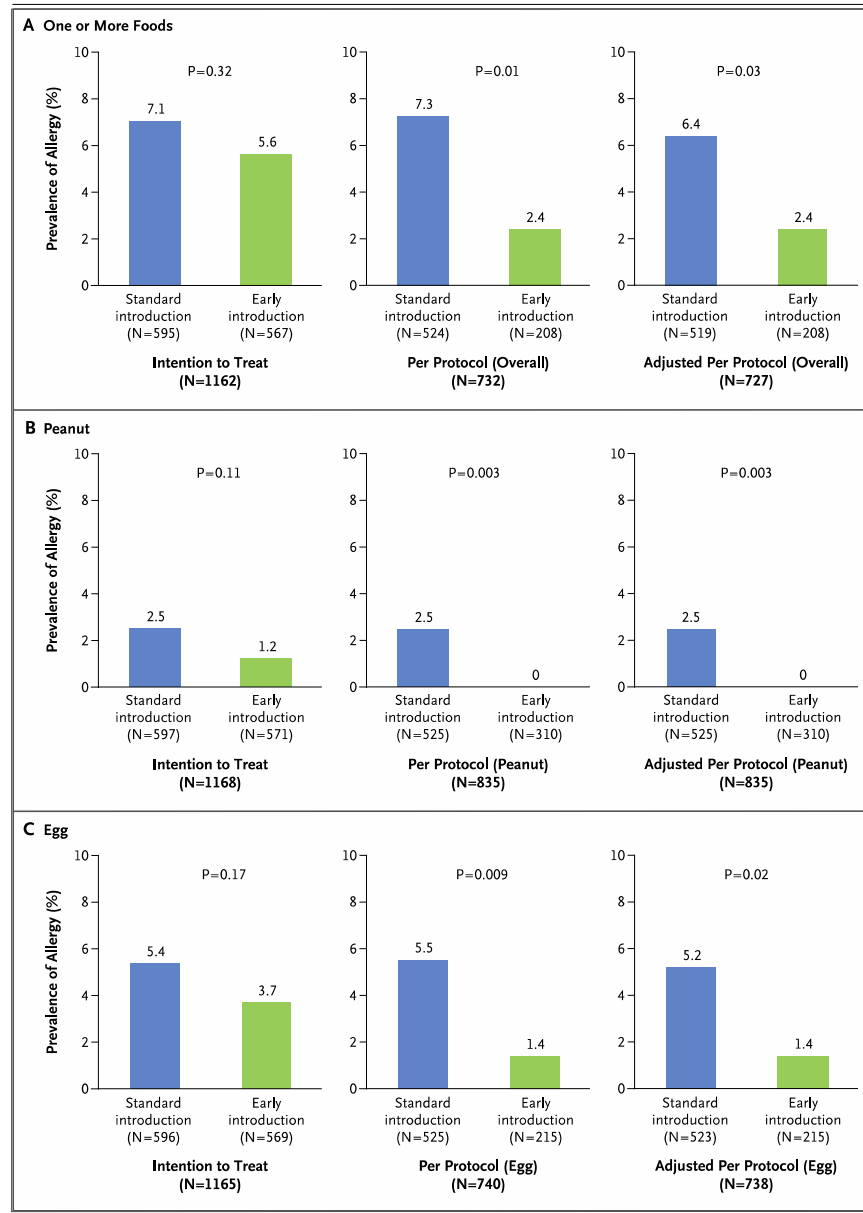 A One or More Foods
Prevalence of Allergy (%)
10
8
6
4
2
0
P=0.32
7.1
5.6
Standard introduction (N=595)
Early introduction (N=567)
Intention to Treat
(N=1162)
10
8
6
4
2
0
P=0.01
7.3
2.4
Standard introduction (N=524)
Early introduction (N=208)
Per Protocol (Overall)
(N=732)
10
8
6
4
2
0
P=0.03
6.4
2.4
Standard introduction (N=519)
Early introduction (N=208)
Adjusted Per Protocol (Overall)
(N=727)
B Peanut
Prevalence of Allergy (%)
10
8
6
4
2
0
P=0.11
2.5
1.2
Standard introduction (N=597)
Early introduction (N=571)
Intention to Treat
(N=1168)
10
8
6
4
2
0
P=0.003
2.5
0
Standard introduction (N=525)
Early introduction (N=310)
Per Protocol (Peanut)
(N=835)
10
8
6
4
2
0
P=0.003
2.5
0
Standard introduction (N=525)
Early introduction (N=310)
Adjusted Per Protocol (Peanut)
(N=835)
C Egg
Prevalence of Allergy (%)
10
8
6
4
2
0
P=0.17
5.4
3.7
Standard introduction (N=596)
Early introduction (N=569)
Intention to Treat
(N=1165)
10
8
6
4
2
0
P=0.009
5.5
1.4
Standard introduction (N=525)
Early introduction (N=215)
Per Protocol (Egg)
(N=740)
10
8
6
4
2
0
P=0.02
5.2
1.4
Standard introduction (N=523)
Early introduction (N=215)
Adjusted Per Protocol (Egg)
(N=738)